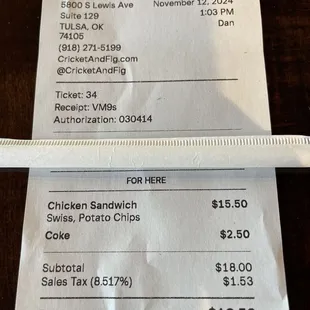 5800 S Lewis Ave
November 12, 2024
Suite 129
1:03 PM
TULSA, OK
Dan
74105
(918) 271-5199
CricketAndFig.com
@CricketAndFig
Ticket: 34
Receipt: VM9s
Authorization: 030414
FOR HERE
Chicken Sandwich $15.50
Swiss, Potato Chips
Coke $2.50
Subtotal $18.00
Sales Tax (8.517%) $1.53